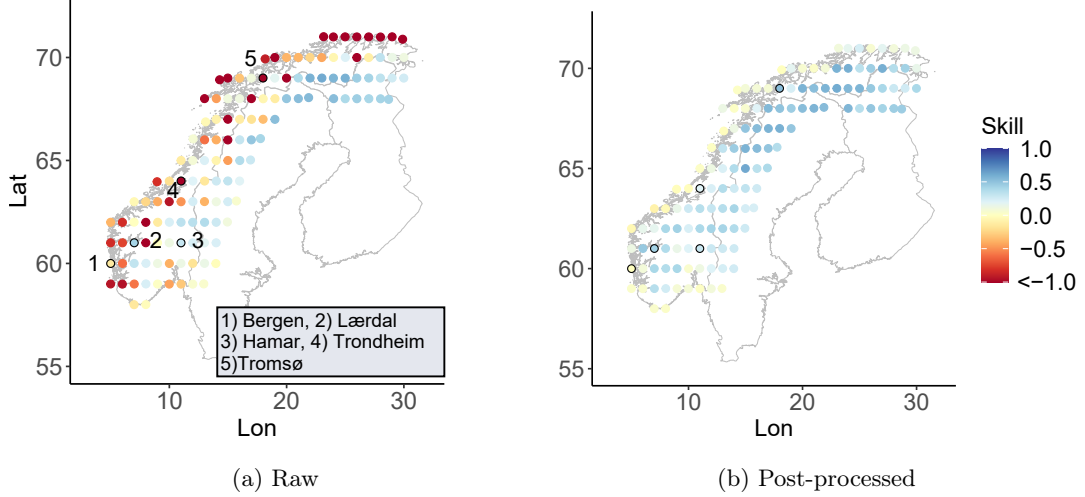 70
65
60
55
Lat
10
20
30
Lon
1
2
3
4
5
1) Bergen, 2) Lærdal
3) Hamar, 4) Trondheim
5)Tromsø
(a) Raw
70
65
60
55
10
20
30
Lon
(b) Post-processed
Skill
1.0
0.5
0.0
−0.5
<−1.0